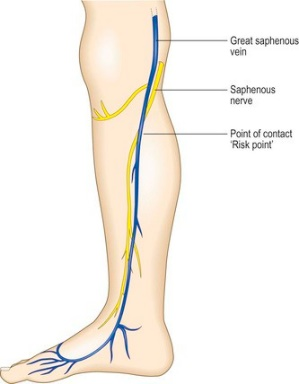 Great saphenous
vein
Saphenous
nerve
Point of contact
‘Risk point’